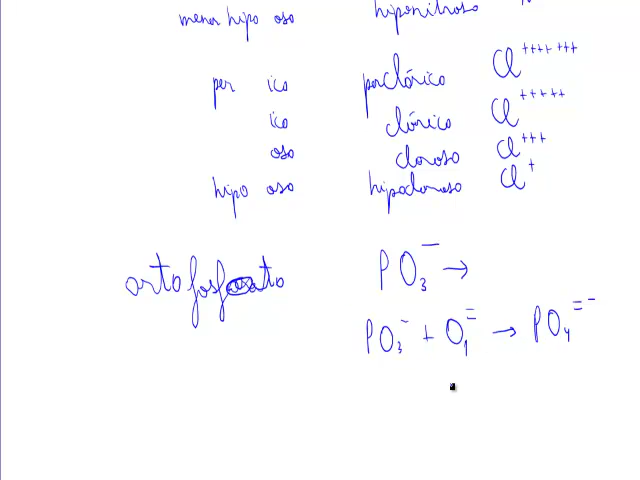 menor hipo oso hiponitroso
per ico perclórico Cl+++++++
ico clórico Cl+++++
oso cloroso Cl+++
hipo oso hipocloroso Cl+
ortofosfato PO3- →
PO3- + O1= → PO4=-